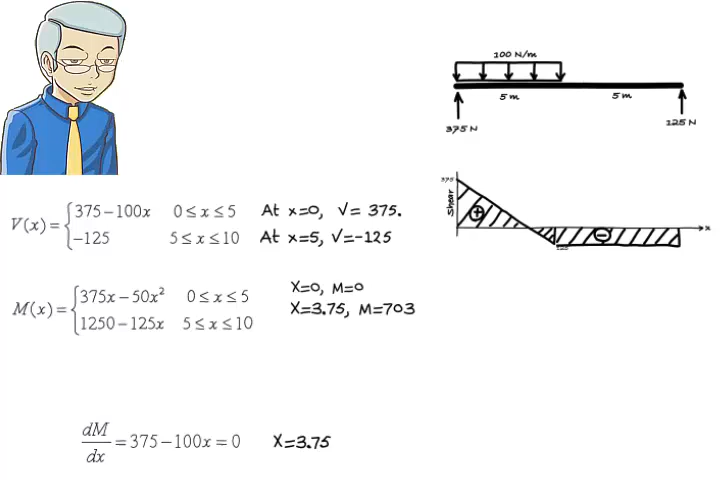 100 N/m
5 m 5 m
375 N 125 N
375
Shear
+
−
x
125
V(x) = { 375 − 100x 0 ≤ x ≤ 5 At x=0, V= 375.
−125 5 ≤ x ≤ 10 At x=5, V=-125
M(x) = { 375x − 50x² 0 ≤ x ≤ 5 X=0, M=0
1250 − 125x 5 ≤ x ≤ 10 X=3.75, M=703
dM/dx = 375 − 100x = 0 X=3.75